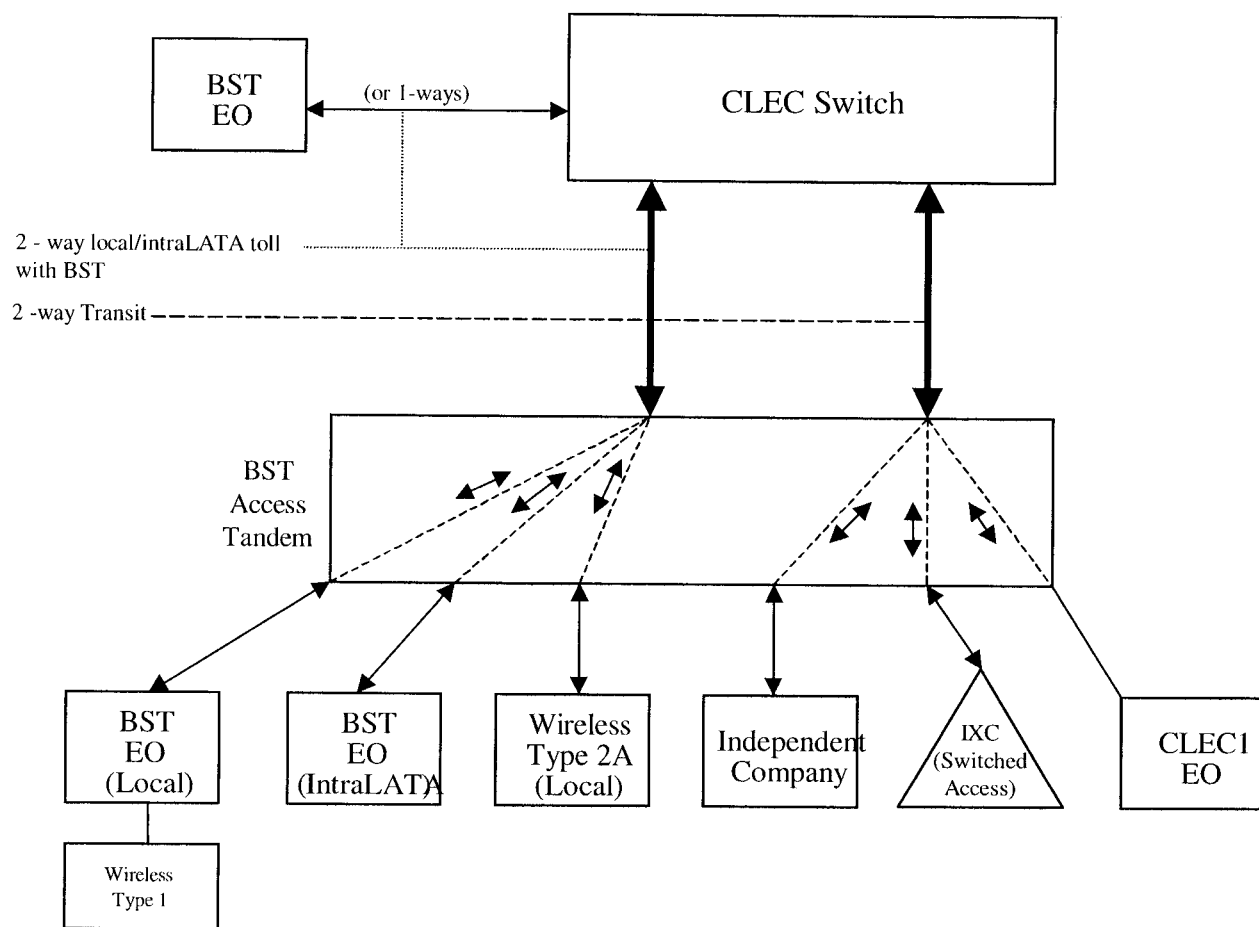 BST
EO
(or 1-ways)
CLEC Switch
2 - way local/intraLATA toll
with BST
2 -way Transit
BST
Access
Tandem
BST
EO
(Local)
BST
EO
(IntraLATA)
Wireless
Type 2A
(Local)
Independent
Company
IXC
(Switched
Access)
CLEC1
EO
Wireless
Type 1